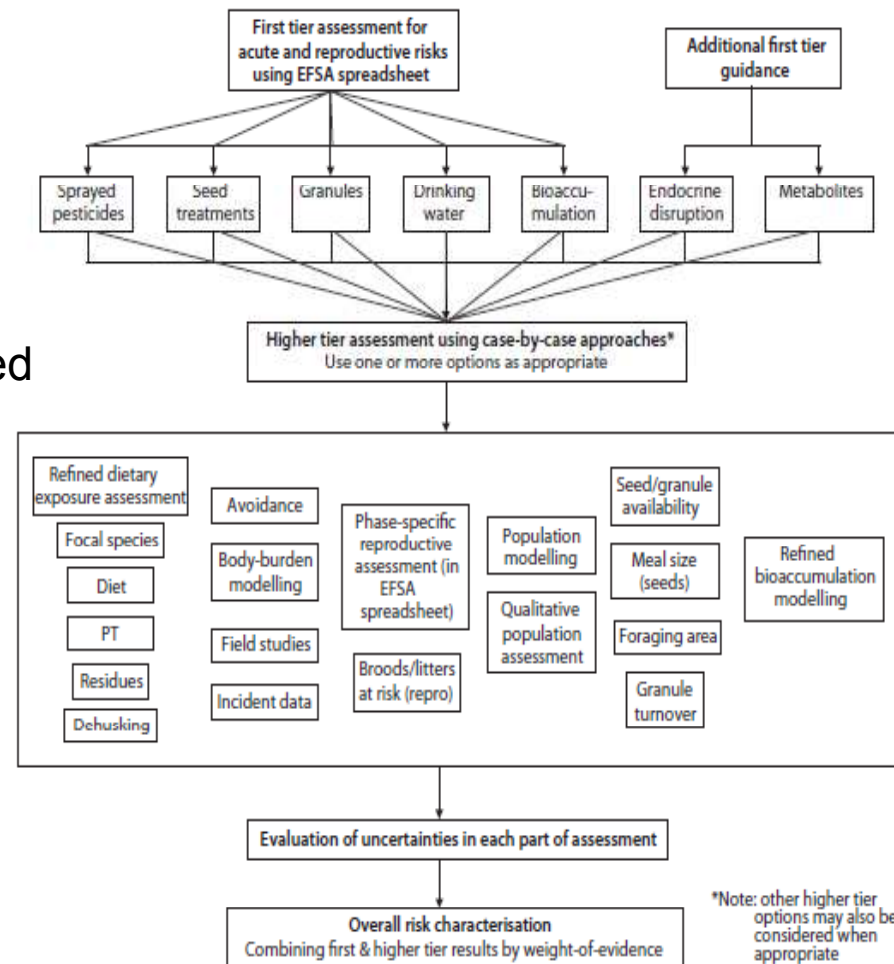 First tier assessment for
acute and reproductive risks
using EFSA spreadsheet
Additional first tier
guidance
Sprayed
pesticides
Seed
treatments
Granules
Drinking
water
Bioaccu-
mulation
Endocrine
disruption
Metabolites
ed
Higher tier assessment using case-by-case approaches*
Use one or more options as appropriate
Refined dietary
exposure assessment
Focal species
Diet
PT
Residues
Dehusking
Avoidance
Body-burden
modelling
Field studies
Incident data
Phase-specific
reproductive
assessment (in
EFSA
spreadsheet)
Broods/litters
at risk (repro)
Population
modelling
Qualitative
population
assessment
Seed/granule
availability
Meal size
(seeds)
Foraging area
Granule
turnover
Refined
bioaccumulation
modelling
Evaluation of uncertainties in each part of assessment
Overall risk characterisation
Combining first & higher tier results by weight-of-evidence
*Note: other higher tier
options may also be
considered when
appropriate